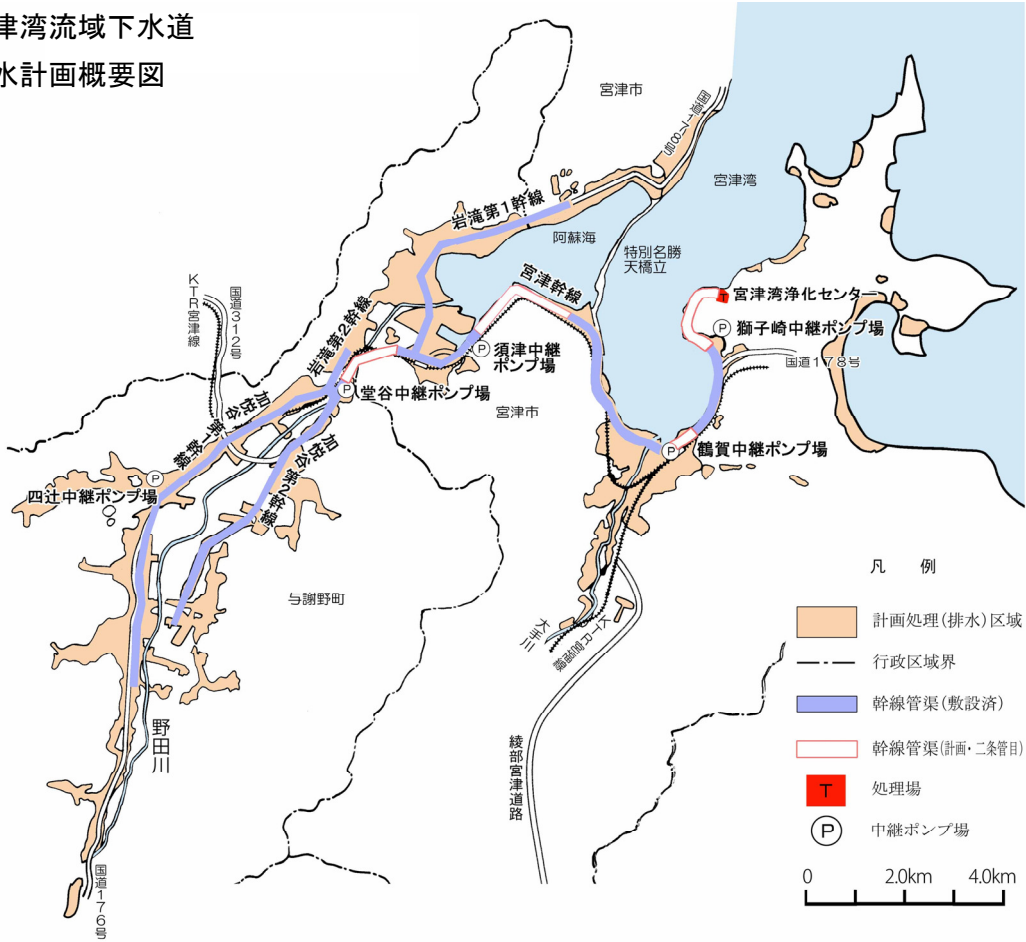 津湾流域下水道
水計画概要図
宮津市
国道178号
宮津湾
岩滝第1幹線
阿蘇海
特別名勝
天橋立
宮津幹線
宮津湾浄化センター
獅子崎中継ポンプ場
国道178号
KTR宮津線
国道312号
岩滝第2幹線
須津中継
ポンプ場
堂谷中継ポンプ場
宮津市
加悦谷
第1幹線
加悦谷第2幹線
鶴賀中継ポンプ場
四辻中継ポンプ場
与謝野町
大手川
KTR宮福線
野田川
綾部宮津道路
国道176号
凡 例
計画処理(排水)区域
行政区域界
幹線管渠(敷設済)
幹線管渠(計画・二条管目)
T 処理場
P 中継ポンプ場
0 2.0km 4.0km